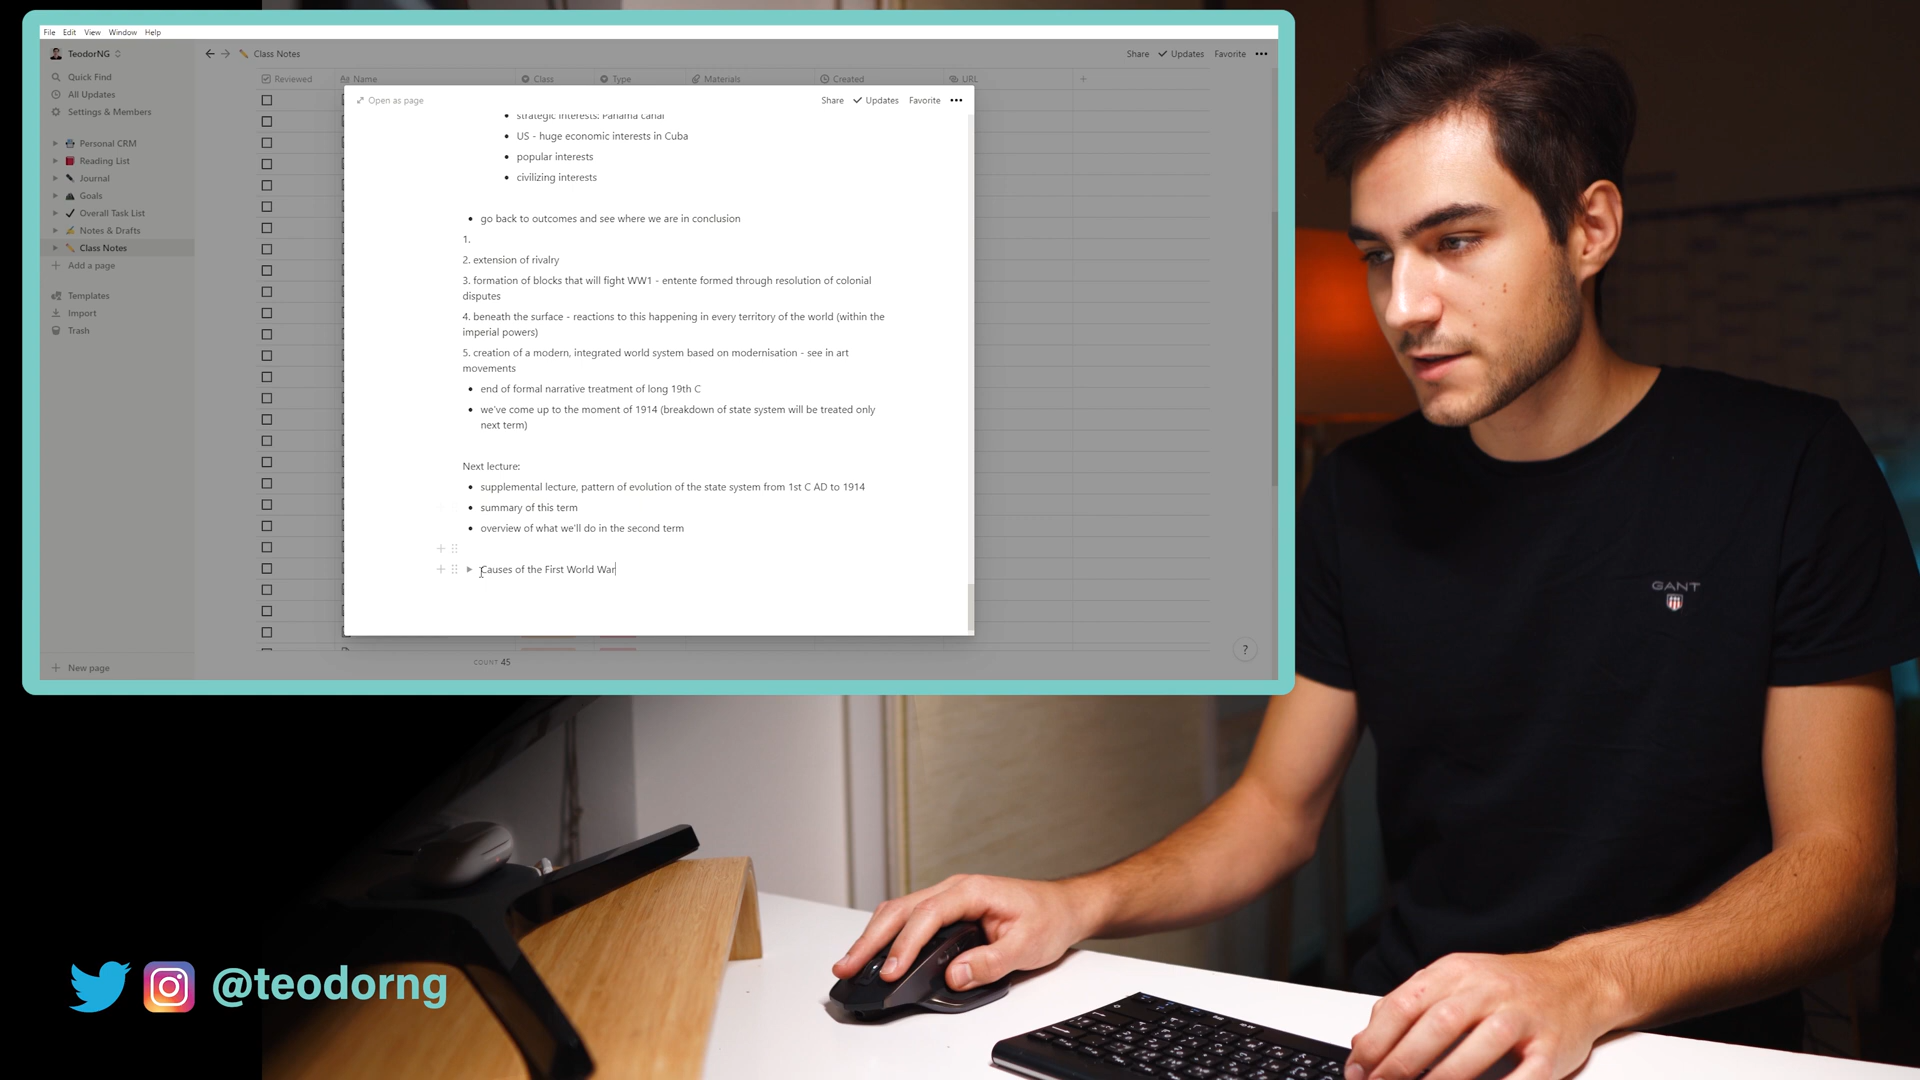 File Edit View Window Help
TeodorNG
Class Notes
Share Updates Favorite
Quick Find
All Updates
Settings & Members
Reviewed Aa Name Class Type Materials Created URL
Open as page
Share Updates Favorite
strategic interests: Panama canal
US - huge economic interests in Cuba
popular interests
civilizing interests
Personal CRM
Reading List
Journal
Goals
Overall Task List
Notes & Drafts
Class Notes
Add a page
Templates
Import
Trash
go back to outcomes and see where we are in conclusion
1.
2. extension of rivalry
3. formation of blocks that will fight WW1 - entente formed through resolution of colonial
disputes
4. beneath the surface - reactions to this happening in every territory of the world (within the
imperial powers)
5. creation of a modern, integrated world system based on modernisation - see in art
movements
end of formal narrative treatment of long 19th C
we've come up to the moment of 1914 (breakdown of state system will be treated only
next term)
Next lecture:
supplemental lecture, pattern of evolution of the state system from 1st C AD to 1914
summary of this term
overview of what we'll do in the second term
Causes of the First World War
COUNT 45
New page
?
GANT
@teodorng